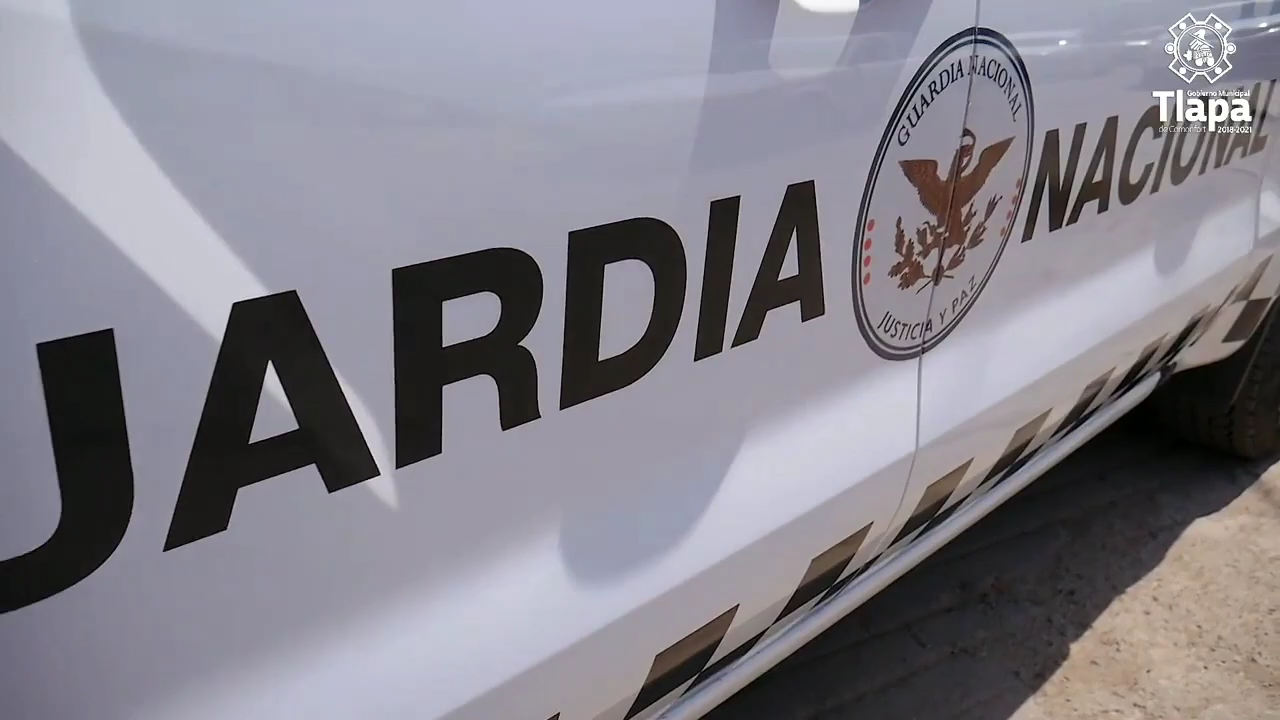 UARDIA
GUARDIA NACIONAL
JUSTICIA Y PAZ
NACIONAL
Gobierno Municipal
Tlapa
de Comonfort 2018-2021